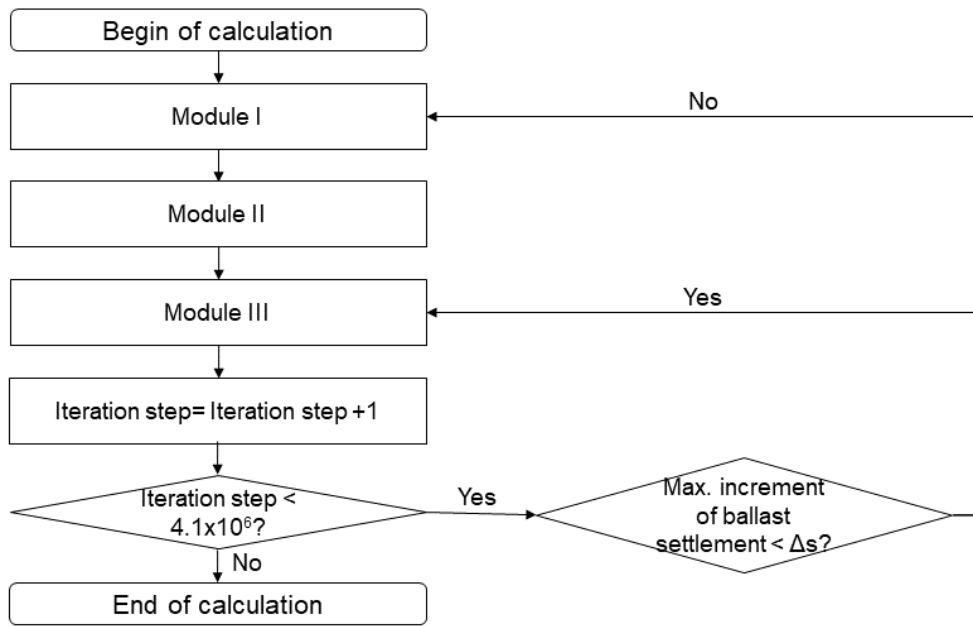 Begin of calculation
Module I
No
Module II
Module III
Yes
Iteration step= Iteration step +1
Iteration step <
4.1x10⁶?
Yes
Max. increment
of ballast
settlement < Δs?
No
End of calculation